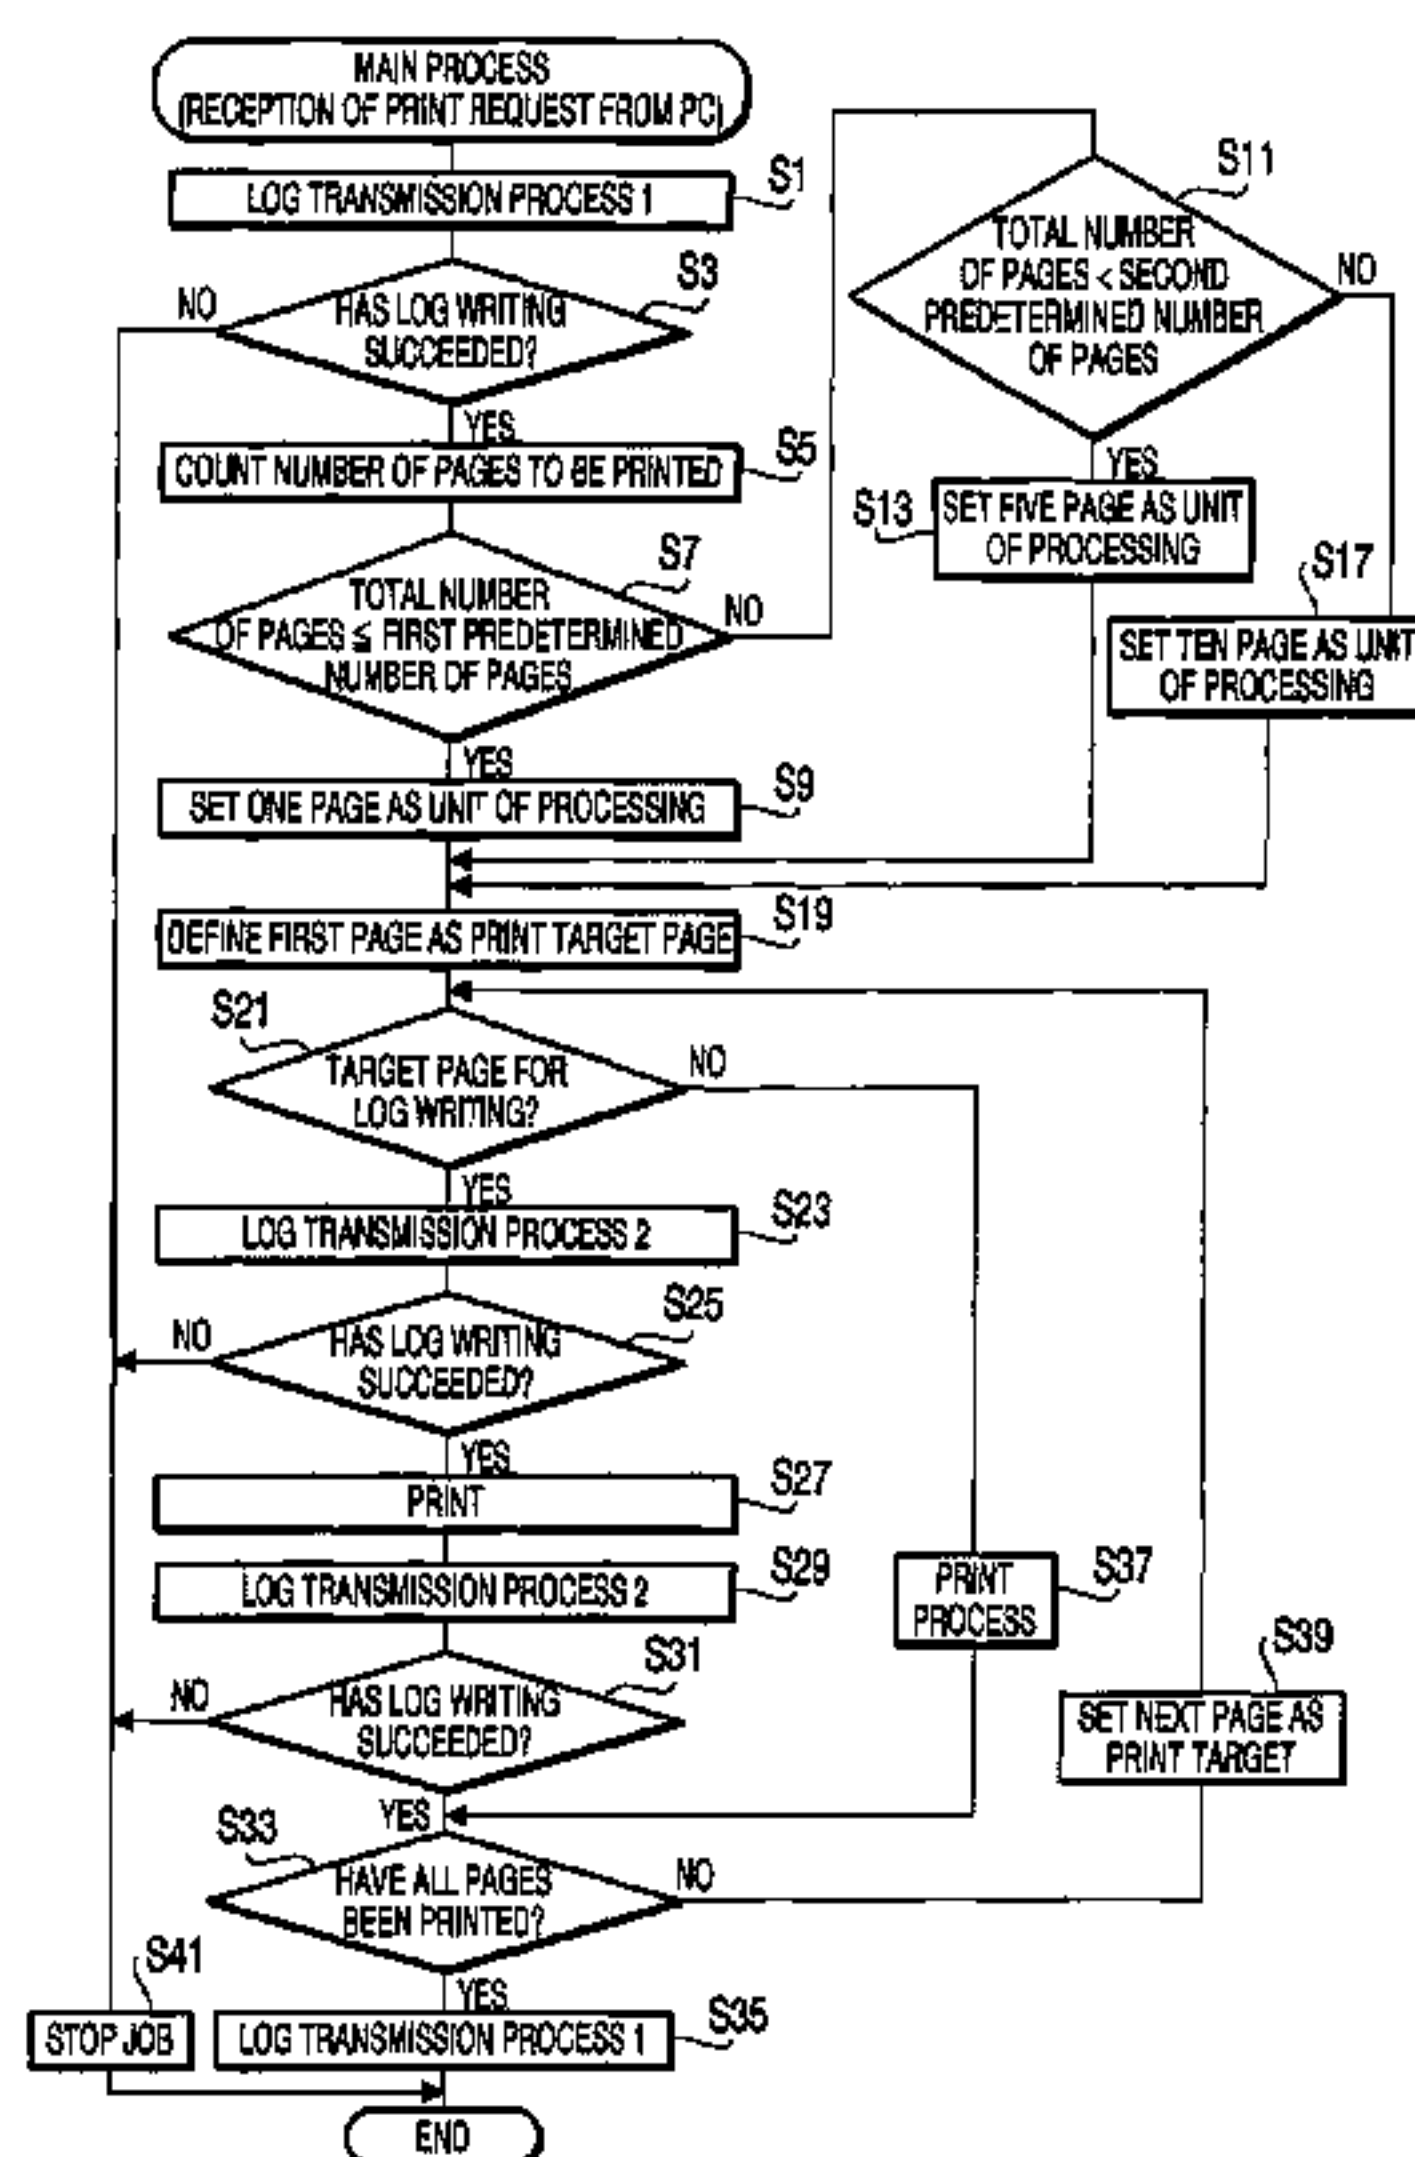 MAIN PROCESS
(RECEPTION OF PRINT REQUEST FROM PC)
LOG TRANSMISSION PROCESS 1
S1
HAS LOG WRITING
SUCCEEDED?
S3
NO
YES
COUNT NUMBER OF PAGES TO BE PRINTED
S5
TOTAL NUMBER
OF PAGES ≦ FIRST PREDETERMINED
NUMBER OF PAGES
S7
NO
YES
SET ONE PAGE AS UNIT OF PROCESSING
S9
TOTAL NUMBER
OF PAGES < SECOND
PREDETERMINED NUMBER
OF PAGES
S11
NO
YES
S13
SET FIVE PAGE AS UNIT
OF PROCESSING
S17
SET TEN PAGE AS UNIT
OF PROCESSING
DEFINE FIRST PAGE AS PRINT TARGET PAGE
S19
S21
TARGET PAGE FOR
LOG WRITING?
NO
YES
LOG TRANSMISSION PROCESS 2
S23
HAS LOG WRITING
SUCCEEDED?
S25
NO
YES
PRINT
S27
LOG TRANSMISSION PROCESS 2
S29
PRINT
PROCESS
S37
HAS LOG WRITING
SUCCEEDED?
S31
NO
YES
S39
SET NEXT PAGE AS
PRINT TARGET
S33
HAVE ALL PAGES
BEEN PRINTED?
NO
YES
S41
STOP JOB
LOG TRANSMISSION PROCESS 1
S35
END